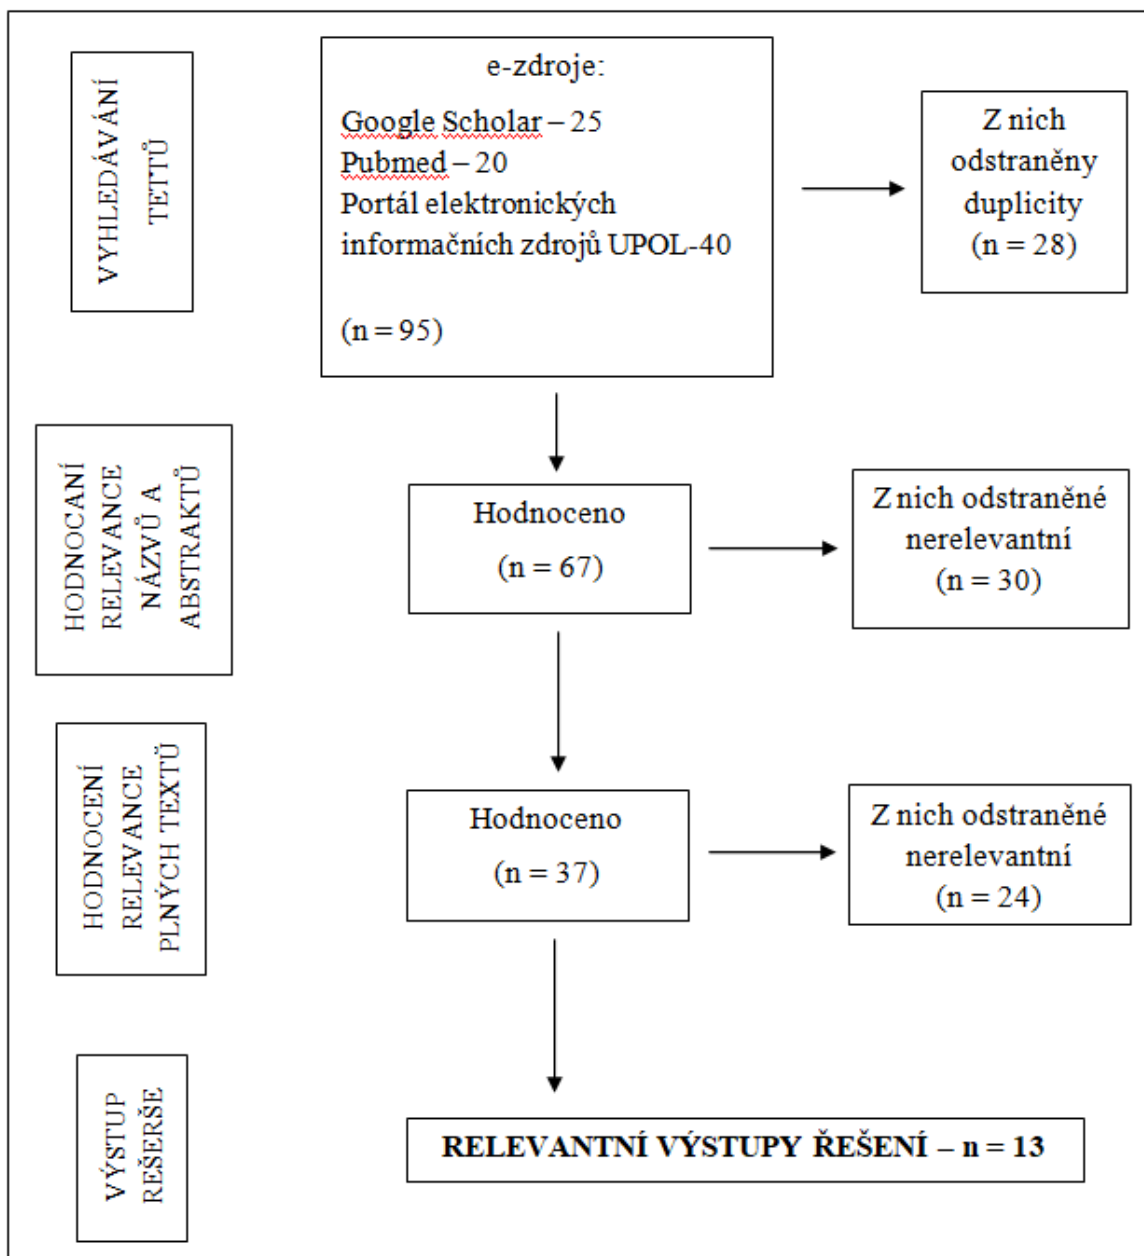 VYHLEDÁVÁNÍ
TETTŮ
e-zdroje:
Google Scholar – 25
Pubmed – 20
Portál elektronických
informačních zdrojů UPOL-40
(n = 95)
Z nich
odstraněny
duplicity
(n = 28)
HODNOCANÍ
RELEVANCE
NÁZVŮ A
ABSTRAKTŮ
Hodnoceno
(n = 67)
Z nich odstraněné
nerelevantní
(n = 30)
HODNOCENÍ
RELEVANCE
PLNÝCH TEXTŮ
Hodnoceno
(n = 37)
Z nich odstraněné
nerelevantní
(n = 24)
VÝSTUP
REŠERŠE
RELEVANTNÍ VÝSTUPY ŘEŠENÍ – n = 13